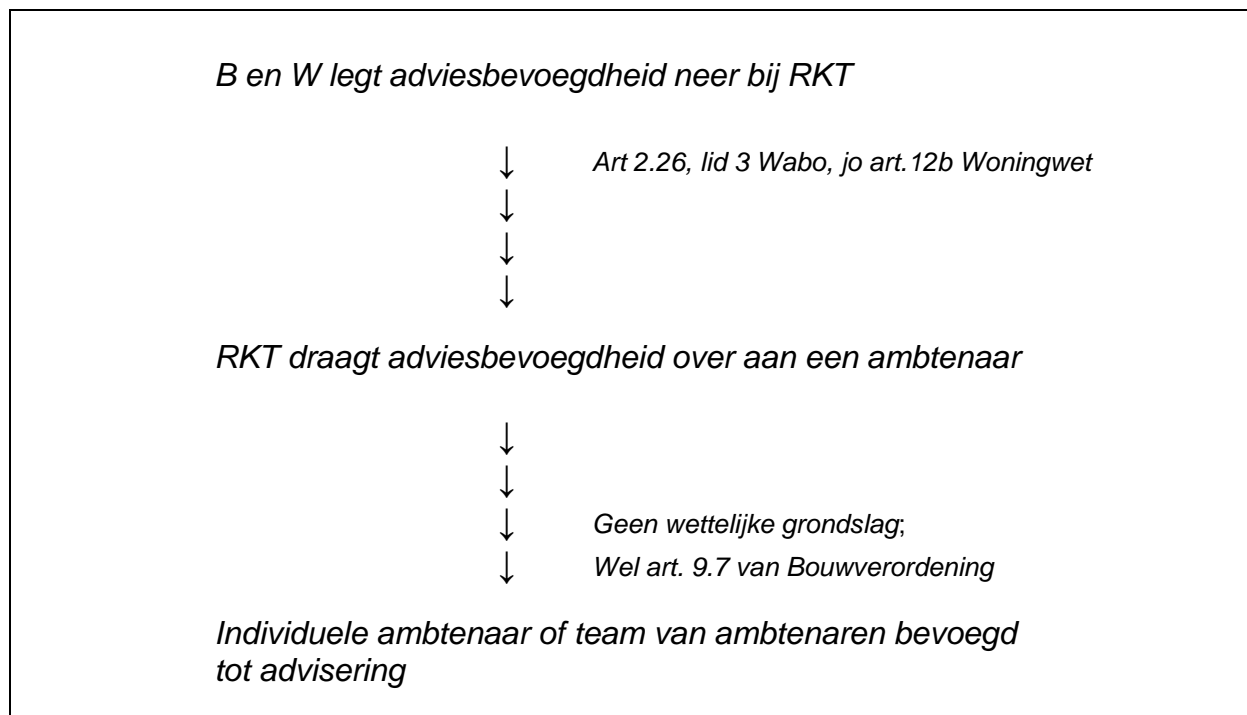 B en W legt adviesbevoegdheid neer bij RKT
↓ Art 2.26, lid 3 Wabo, jo art.12b Woningwet
↓
↓
↓
RKT draagt adviesbevoegdheid over aan een ambtenaar
↓
↓
↓ Geen wettelijke grondslag;
↓ Wel art. 9.7 van Bouwverordening
Individuele ambtenaar of team van ambtenaren bevoegd
tot advisering